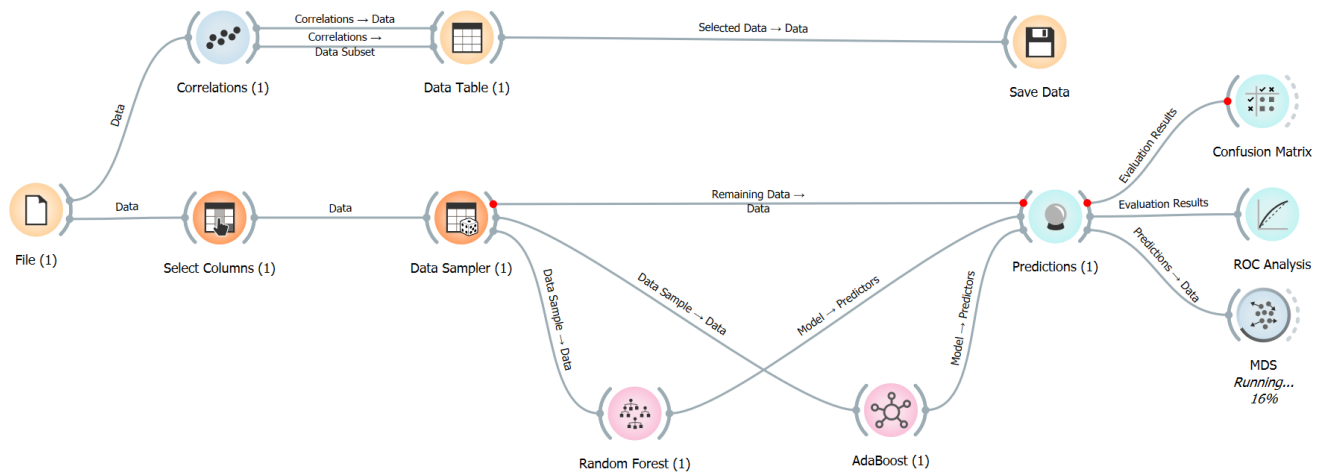 Correlations → Data
Correlations →
Data Subset
Selected Data → Data
Correlations (1)
Data Table (1)
Save Data
Data
Evaluation Results
Confusion Matrix
Data
Data
Remaining Data →
Data
Evaluation Results
File (1)
Select Columns (1)
Data Sampler (1)
Predictions (1)
ROC Analysis
Data Sample → Data
Data Sample → Data
Model → Predictors
Model → Predictors
Predictions → Data
MDS
Running...
16%
Random Forest (1)
AdaBoost (1)